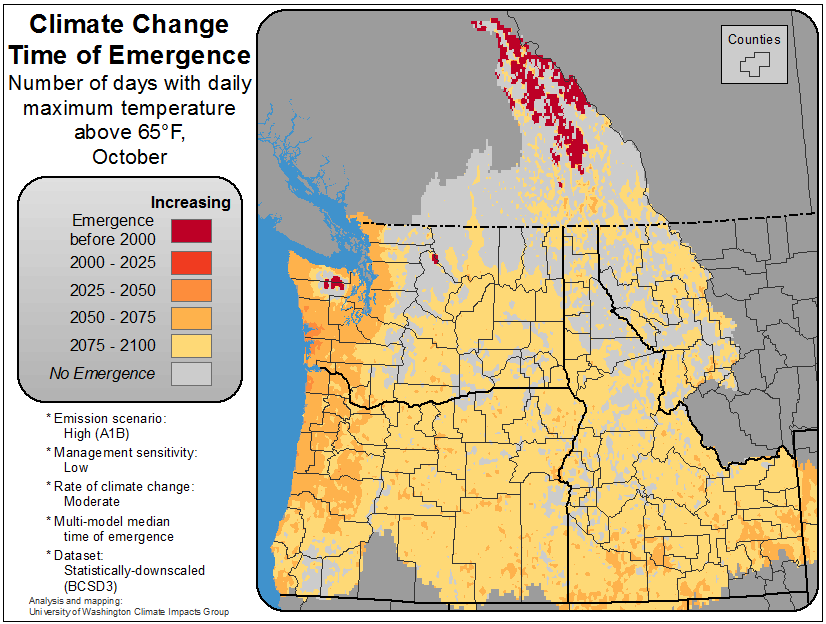 Climate Change
Time of Emergence
Number of days with daily
maximum temperature
above 65°F,
October
Increasing
Emergence
before 2000
2000 - 2025
2025 - 2050
2050 - 2075
2075 - 2100
No Emergence
* Emission scenario:
High (A1B)
* Management sensitivity:
Low
* Rate of climate change:
Moderate
* Multi-model median
time of emergence
* Dataset:
Statistically-downscaled
(BCSD3)
Analysis and mapping:
University of Washington Climate Impacts Group
Counties